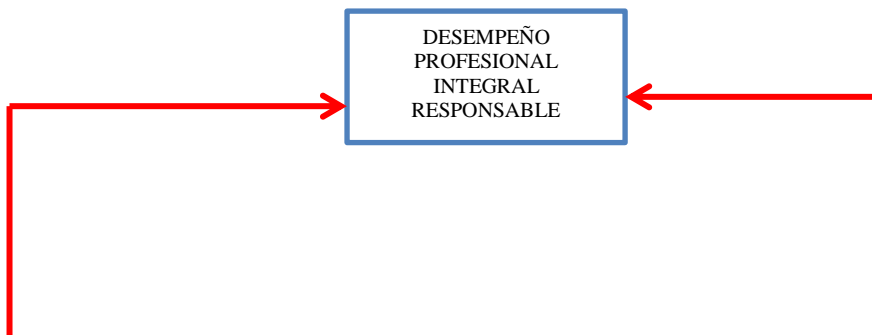 DESEMPEÑO
PROFESIONAL
INTEGRAL
RESPONSABLE